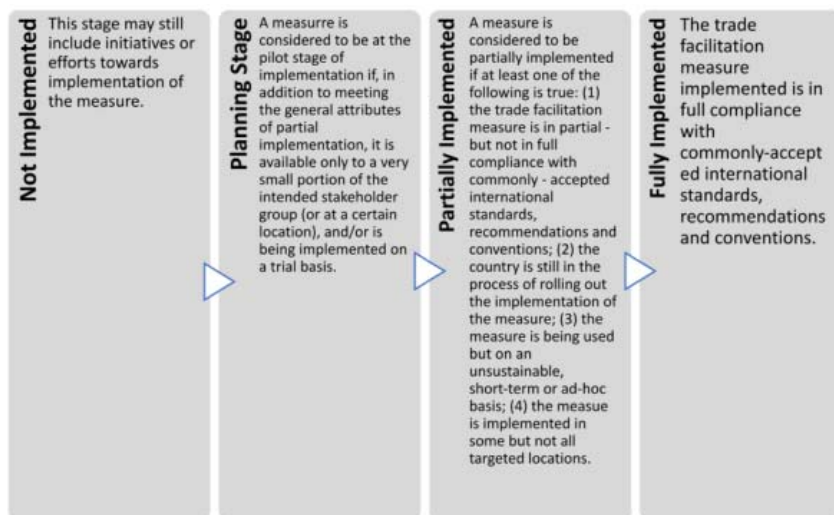 Not Implemented
This stage may still
include initiatives or
efforts towards
implementation of
the measure.
Planning Stage
A measurre is
considered to be at the
pilot stage of
implementation if, in
addition to meeting
the general attributes
of partial
implementation, it is
available only to a very
small portion of the
intended stakeholder
group (or at a certain
location), and/or is
being implemented on
a trial basis.
Partially Implemented
A measure is
considered to be
partially implemented
if at least one of the
following is true: (1)
the trade facilitation
measure is in partial -
but not in full
compliance with
commonly - accepted
international
standards,
recommendations and
conventions; (2) the
country is still in the
process of rolling out
the implementation of
the measure; (3) the
measure is being used
but on an
unsustainable,
short-term or ad-hoc
basis; (4) the measue
is implemented in
some but not all
targeted locations.
Fully Implemented
The trade
facilitation
measure
implemented is in
full compliance
with
commonly-accept
ed international
standards,
recommendations
and conventions.